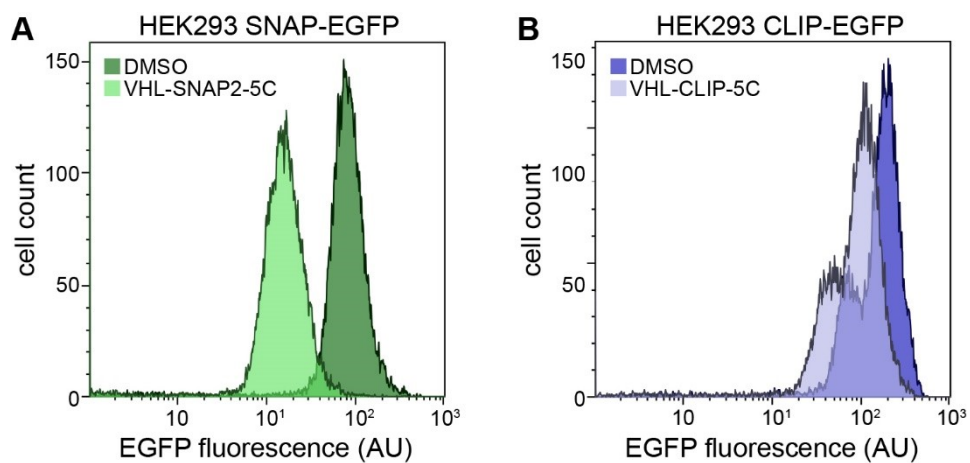 A
HEK293 SNAP-EGFP
DMSO
VHL-SNAP2-5C
150
100
50
0
cell count
10
10¹
10²
10³
EGFP fluorescence (AU)
B
HEK293 CLIP-EGFP
DMSO
VHL-CLIP-5C
150
100
50
0
cell count
10
10¹
10²
10³
EGFP fluorescence (AU)